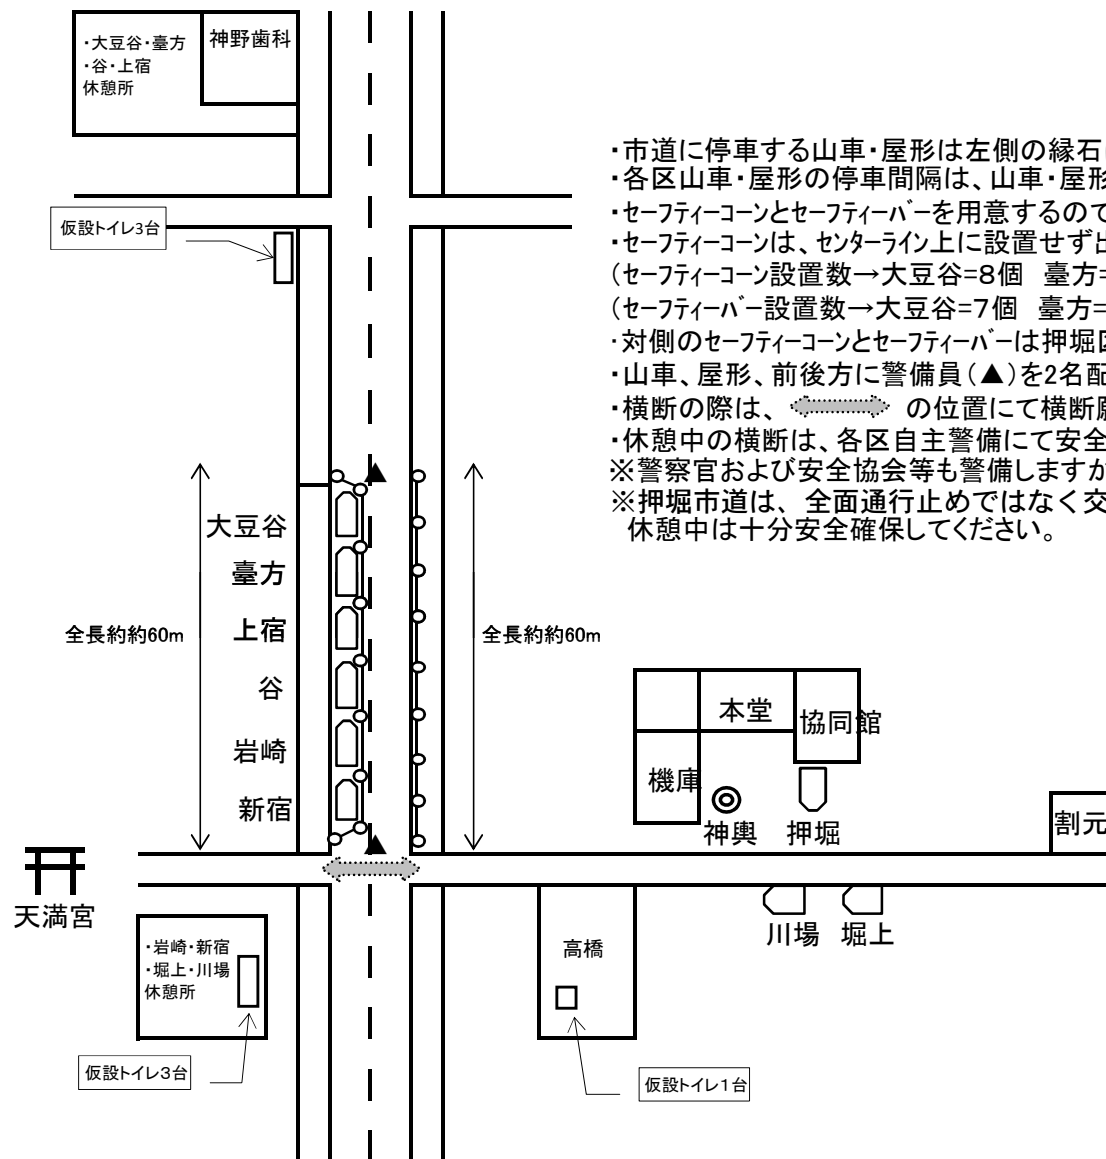 ・大豆谷・臺方
・谷・上宿
休憩所
神野歯科
・市道に停車する山車・屋形は左側の縁石
・各区山車・屋形の停車間隔は、山車・屋形
・セーフティーコーンとセーフティーバーを用意するので
・セーフティーコーンは、センターライン上に設置せず
(セーフティーコーン設置数→大豆谷=8個 臺方=
(セーフティーバー設置数→大豆谷=7個 臺方=
・対側のセーフティーコーンとセーフティーバーは押堀
・山車、屋形、前後方に警備員(▲)を2名配
・横断の際は、 の位置にて横断
・休憩中の横断は、各区自主警備にて安全
※警察官および安全協会等も警備しますが
※押堀市道は、全面通行止めではなく交
休憩中は十分安全確保してください。
仮設トイレ3台
大豆谷
臺方
上宿
谷
岩崎
新宿
全長約約60m
全長約約60m
本堂
協同館
機庫
神輿
押堀
割元
天満宮
川場
堀上
・岩崎・新宿
・堀上・川場
休憩所
高橋
仮設トイレ3台
仮設トイレ1台